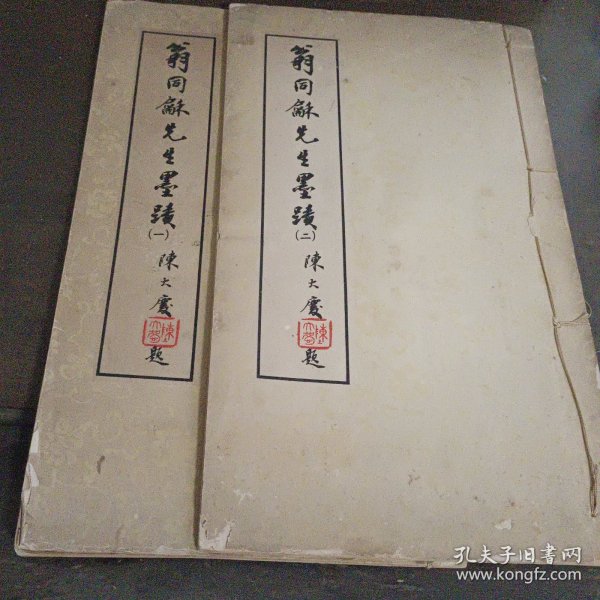 翁同龢先生墨蹟
(一)
陳大慶
題
翁同龢先生墨蹟
(二)
陳大慶
題
孔夫子旧書网
www.kongfz.com